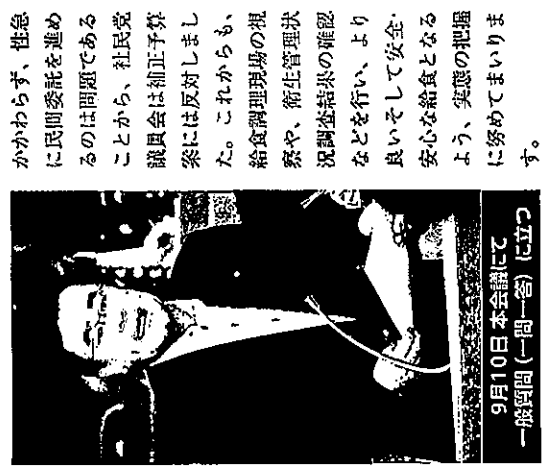 かかわらず、性急
に民間委託を進め
るのは問題である
ことから、社民党
議員会は補正予算
案には反対しまし
た。これからも、
給食調理現場の視
察や、衛生管理状
況調査結果の確認
などを行い、より
良いそして安全・
安心な給食となる
よう、実態の把握
に努めてまいりま
す。
9月10日 本会議にて
一般質問(一問一答)に立つ